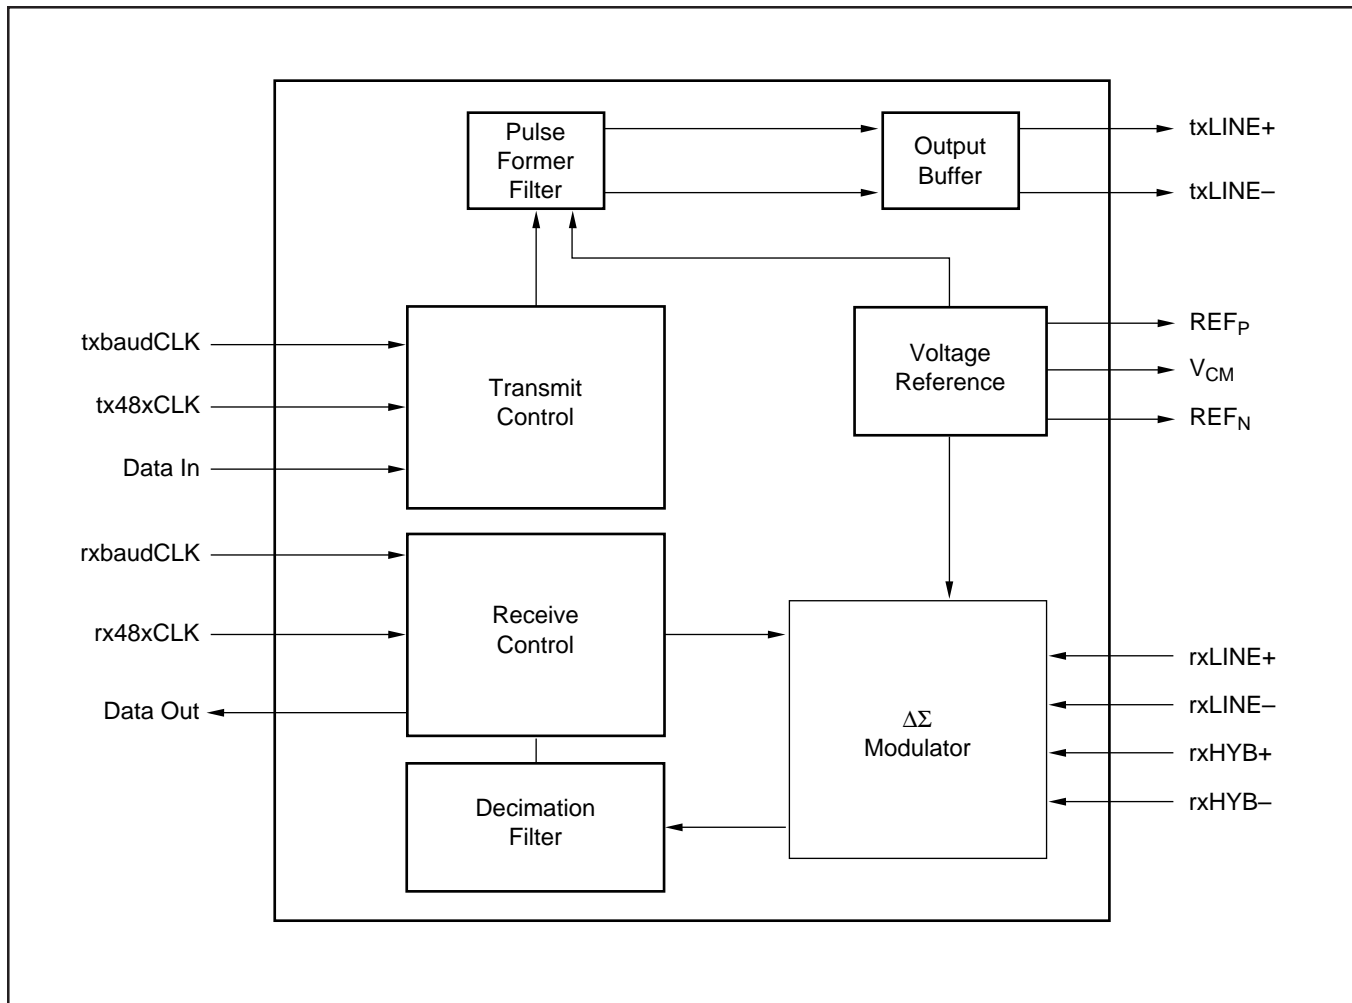 Pulse
Former
Filter
Output
Buffer
txLINE+
txLINE–
txbaudCLK
tx48xCLK
Data In
Transmit
Control
Voltage
Reference
REFP
VCM
REFN
rxbaudCLK
rx48xCLK
Data Out
Receive
Control
ΔΣ
Modulator
rxLINE+
rxLINE–
rxHYB+
rxHYB–
Decimation
Filter